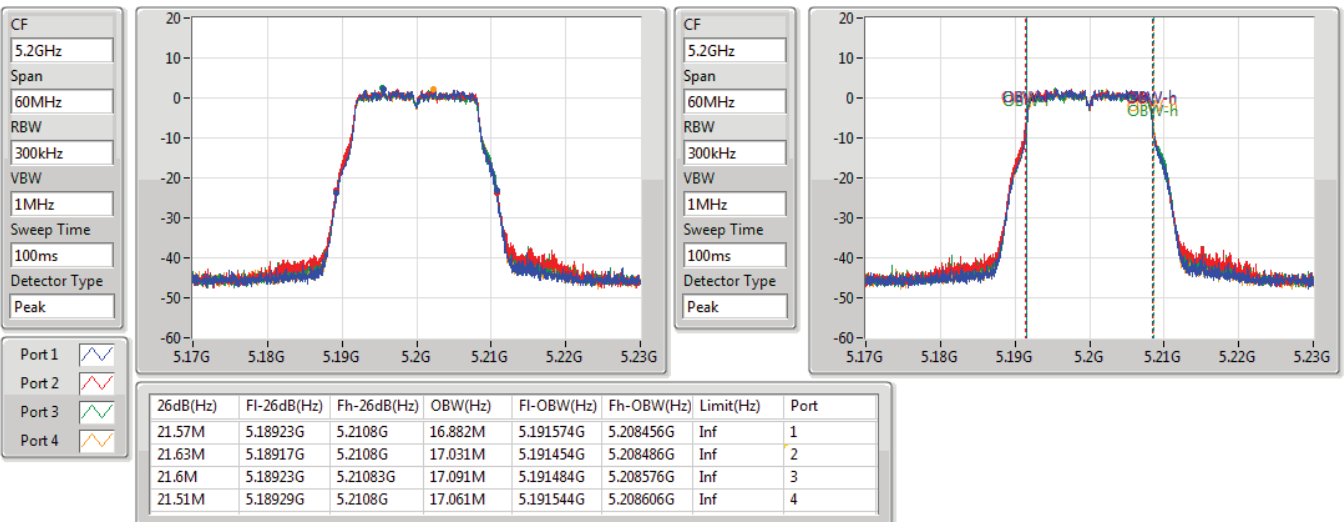 CF
5.2GHz
Span
60MHz
RBW
300kHz
VBW
1MHz
Sweep Time
100ms
Detector Type
Peak
20
10
0
-10
-20
-30
-40
-50
-60
5.17G 5.18G 5.19G 5.2G 5.21G 5.22G 5.23G
CF
5.2GHz
Span
60MHz
RBW
300kHz
VBW
1MHz
Sweep Time
100ms
Detector Type
Peak
20
10
0
-10
-20
-30
-40
-50
-60
OBW-h
5.17G 5.18G 5.19G 5.2G 5.21G 5.22G 5.23G
Port 1
Port 2
Port 3
Port 4
26dB(Hz) Fl-26dB(Hz) Fh-26dB(Hz) OBW(Hz) Fl-OBW(Hz) Fh-OBW(Hz) Limit(Hz) Port
21.57M 5.18923G 5.2108G 16.882M 5.191574G 5.208456G Inf 1
21.63M 5.18917G 5.2108G 17.031M 5.191454G 5.208486G Inf 2
21.6M 5.18923G 5.21083G 17.091M 5.191484G 5.208576G Inf 3
21.51M 5.18929G 5.2108G 17.061M 5.191544G 5.208606G Inf 4